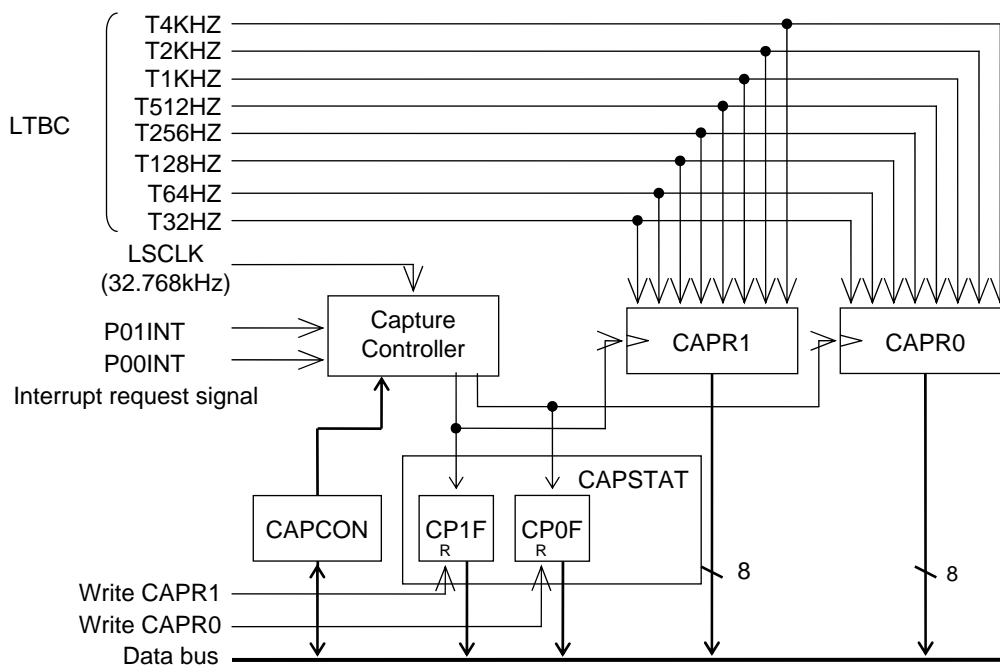 T4KHZ
T2KHZ
T1KHZ
T512HZ
LTBC
T256HZ
T128HZ
T64HZ
T32HZ
LSCLK
(32.768kHz)
P01INT
P00INT
Interrupt request signal
Capture
Controller
CAPR1
CAPR0
CAPSTAT
CAPCON
CP1F
R
CP0F
R
8
8
Write CAPR1
Write CAPR0
Data bus